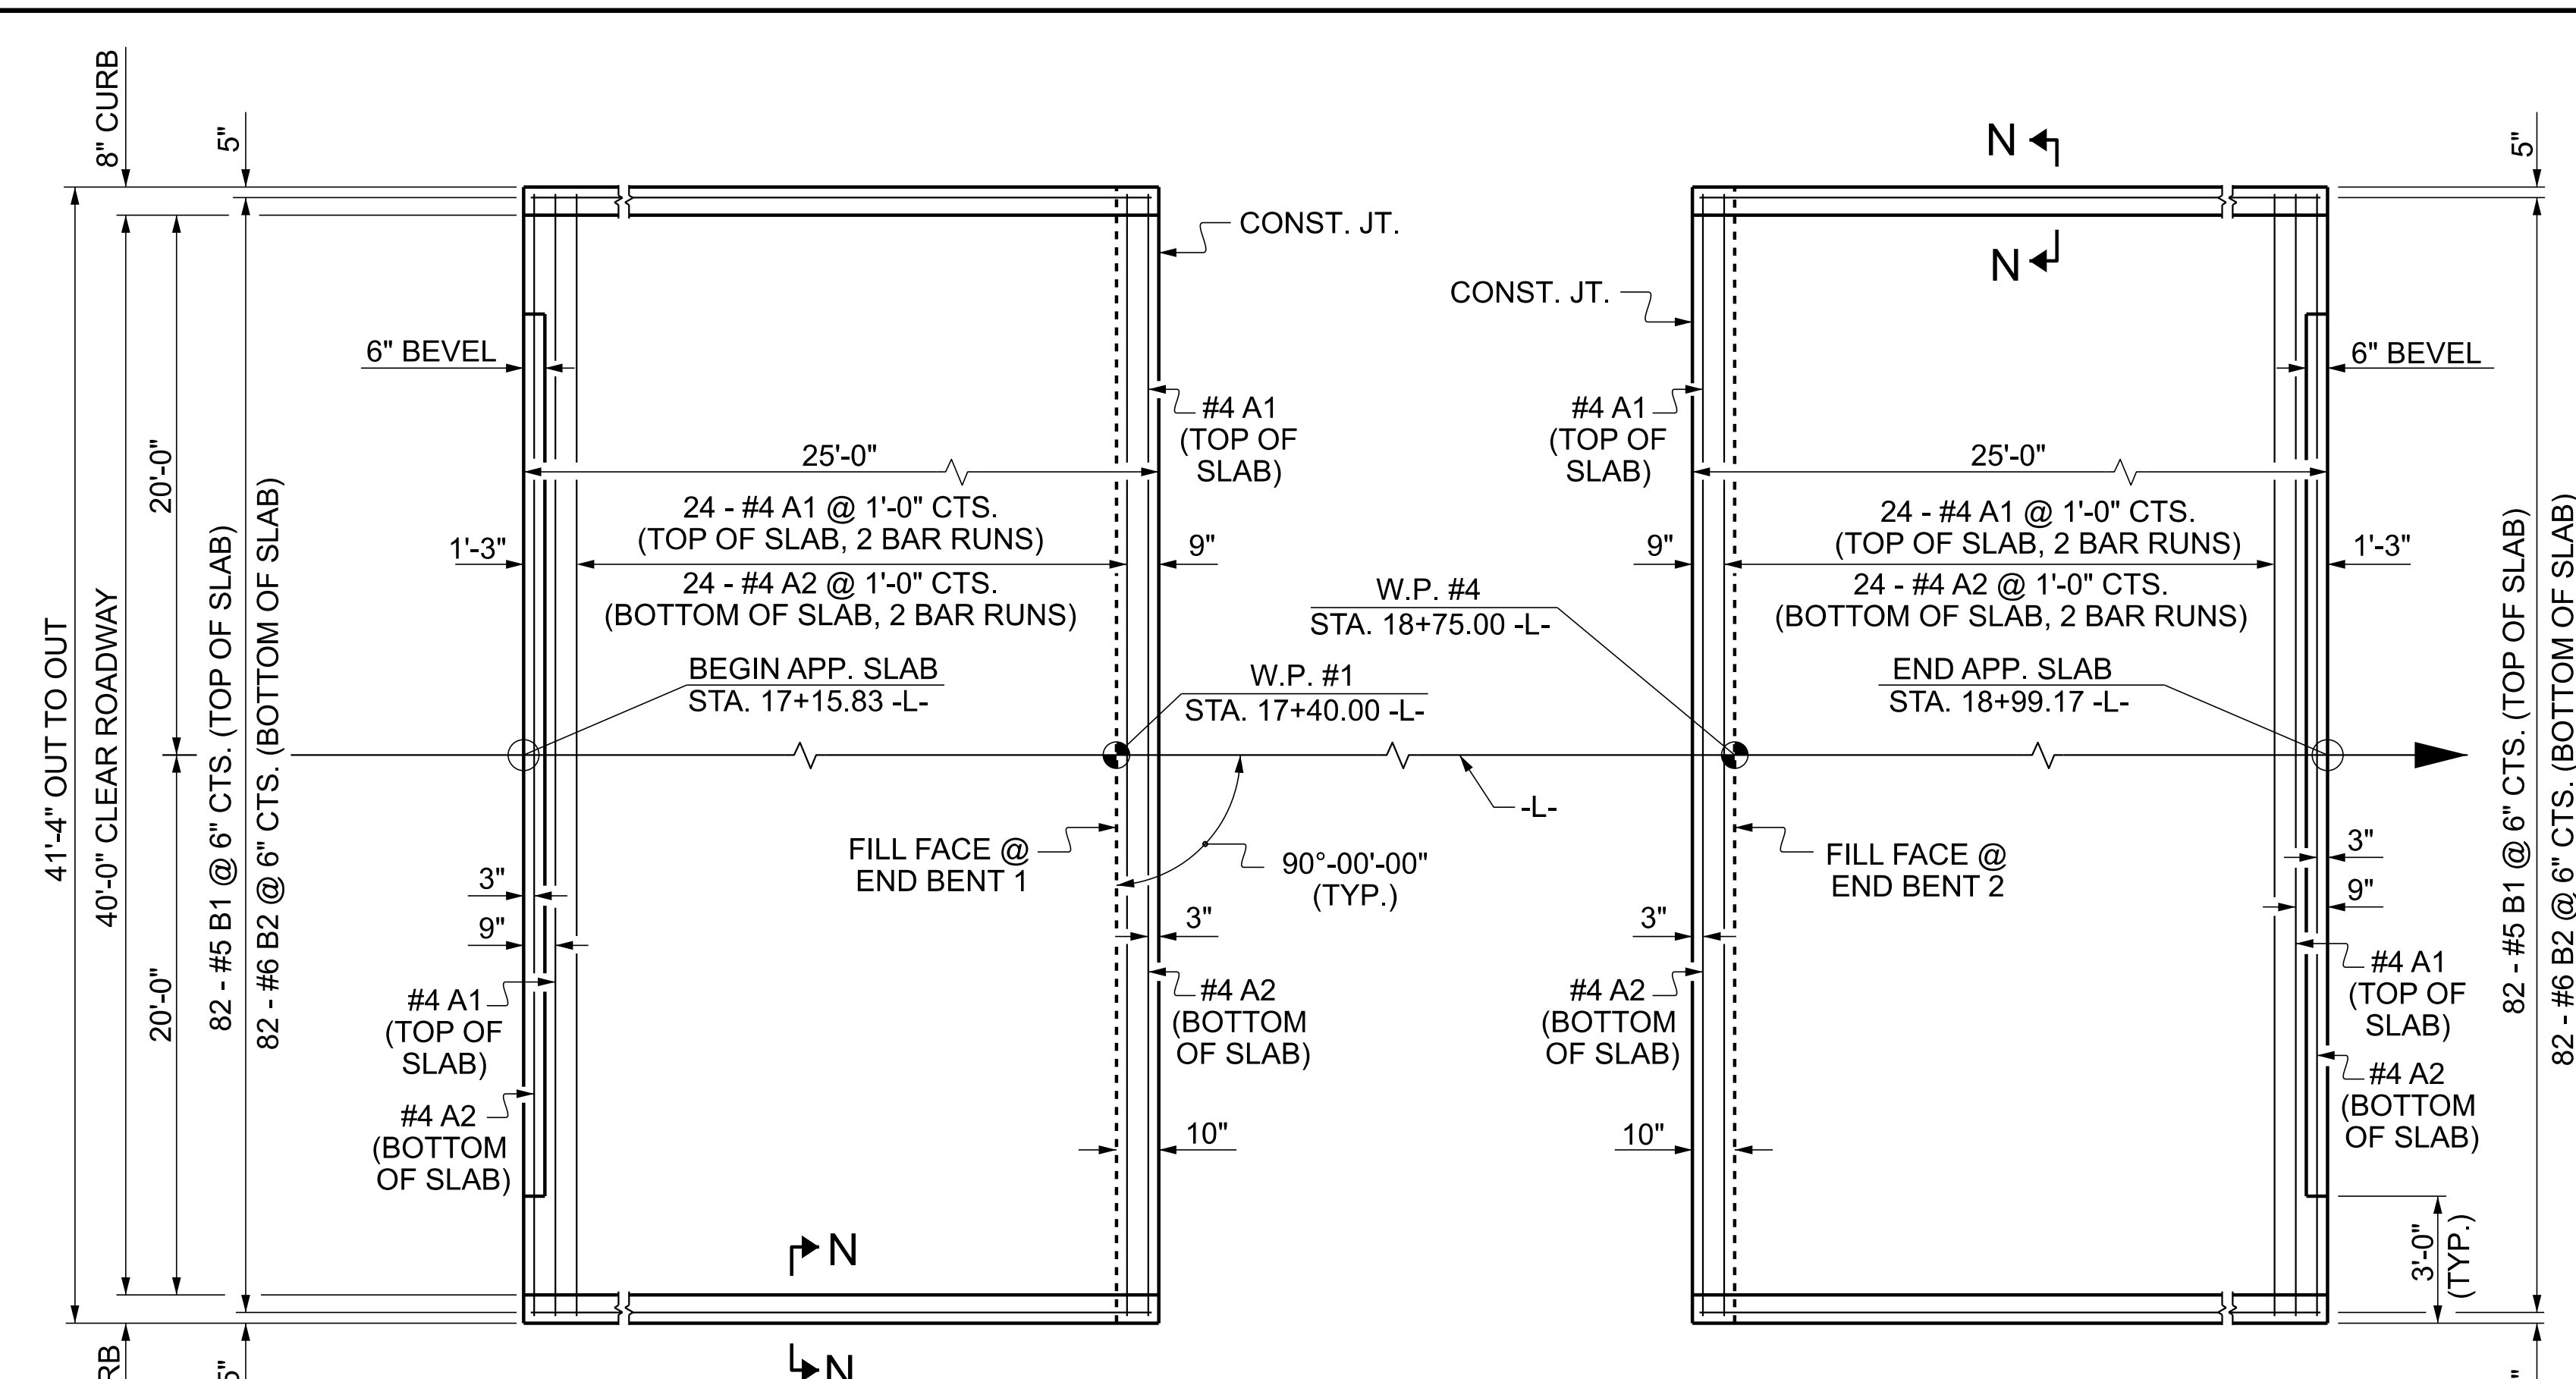 8" CURB
5"
N
5"
CONST. JT.
N
CONST. JT.
6" BEVEL
6" BEVEL
#4 A1
(TOP OF
SLAB)
#4 A1
(TOP OF
SLAB)
25'-0"
25'-0"
20'-0"
24 - #4 A1 @ 1'-0" CTS.
(TOP OF SLAB, 2 BAR RUNS)
24 - #4 A2 @ 1'-0" CTS.
(BOTTOM OF SLAB, 2 BAR RUNS)
24 - #4 A1 @ 1'-0" CTS.
(TOP OF SLAB, 2 BAR RUNS)
24 - #4 A2 @ 1'-0" CTS.
(BOTTOM OF SLAB, 2 BAR RUNS)
1'-3"
9"
9"
1'-3"
W.P. #4
STA. 18+75.00 -L-
BEGIN APP. SLAB
STA. 17+15.83 -L-
W.P. #1
STA. 17+40.00 -L-
END APP. SLAB
STA. 18+99.17 -L-
41'-4" OUT TO OUT
40'-0" CLEAR ROADWAY
82 - #5 B1 @ 6" CTS. (TOP OF SLAB)
82 - #6 B2 @ 6" CTS. (BOTTOM OF SLAB)
82 - #5 B1 @ 6" CTS. (TOP OF SLAB)
82 - #6 B2 @ 6" CTS. (BOTTOM OF SLAB)
-L-
FILL FACE @
END BENT 1
90°-00'-00"
(TYP.)
FILL FACE @
END BENT 2
3"
9"
3"
3"
3"
9"
20'-0"
#4 A1
(TOP OF
SLAB)
#4 A2
(BOTTOM
OF SLAB)
#4 A2
(BOTTOM
OF SLAB)
#4 A2
(BOTTOM
OF SLAB)
#4 A1
(TOP OF
SLAB)
#4 A2
(BOTTOM
OF SLAB)
10"
10"
3'-0"
(TYP.)
N
N
RB
5"
"